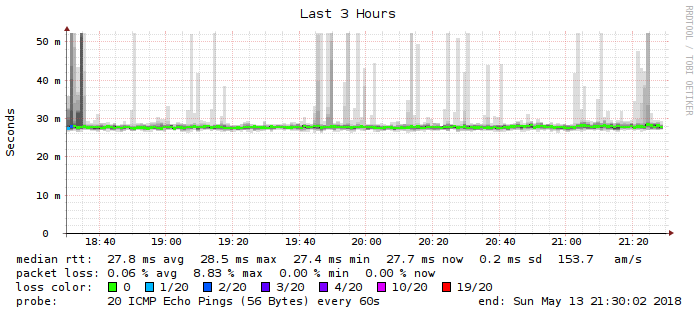 Last 3 Hours
RRDTOOL / TOBI OETIKER
Seconds
50 m
40 m
30 m
20 m
10 m
0
18:40 19:00 19:20 19:40 20:00 20:20 20:40 21:00 21:20
median rtt: 27.8 ms avg 28.5 ms max 27.4 ms min 27.7 ms now 0.2 ms sd 153.7 am/s
packet loss: 0.06 % avg 8.83 % max 0.00 % min 0.00 % now
loss color: 0 1/20 2/20 3/20 4/20 10/20 19/20
probe: 20 ICMP Echo Pings (56 Bytes) every 60s end: Sun May 13 21:30:02 2018